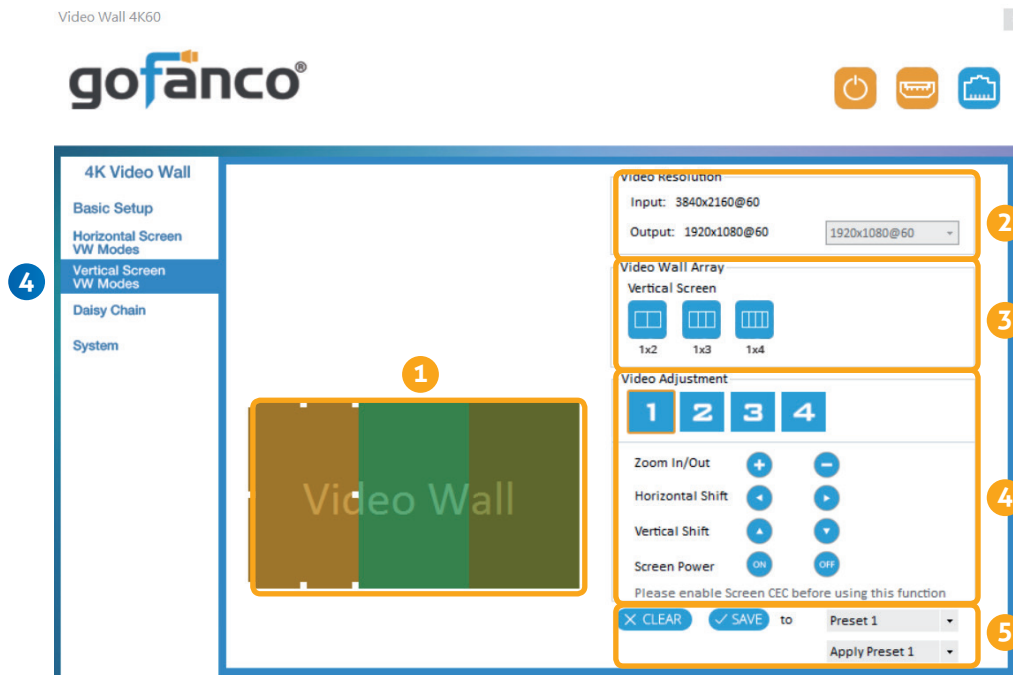 Video Wall 4K60
gofanco®
4K Video Wall
Basic Setup
Horizontal Screen
VW Modes
4
Vertical Screen
VW Modes
Daisy Chain
System
1
Video Wall
Video Resolution
Input: 3840x2160@60
Output: 1920x1080@60 1920x1080@60
2
Video Wall Array
Vertical Screen
1x2 1x3 1x4
3
Video Adjustment
1 2 3 4
Zoom In/Out + −
Horizontal Shift
Vertical Shift
Screen Power ON OFF
Please enable Screen CEC before using this function
4
X CLEAR ✓ SAVE to Preset 1
Apply Preset 1
5